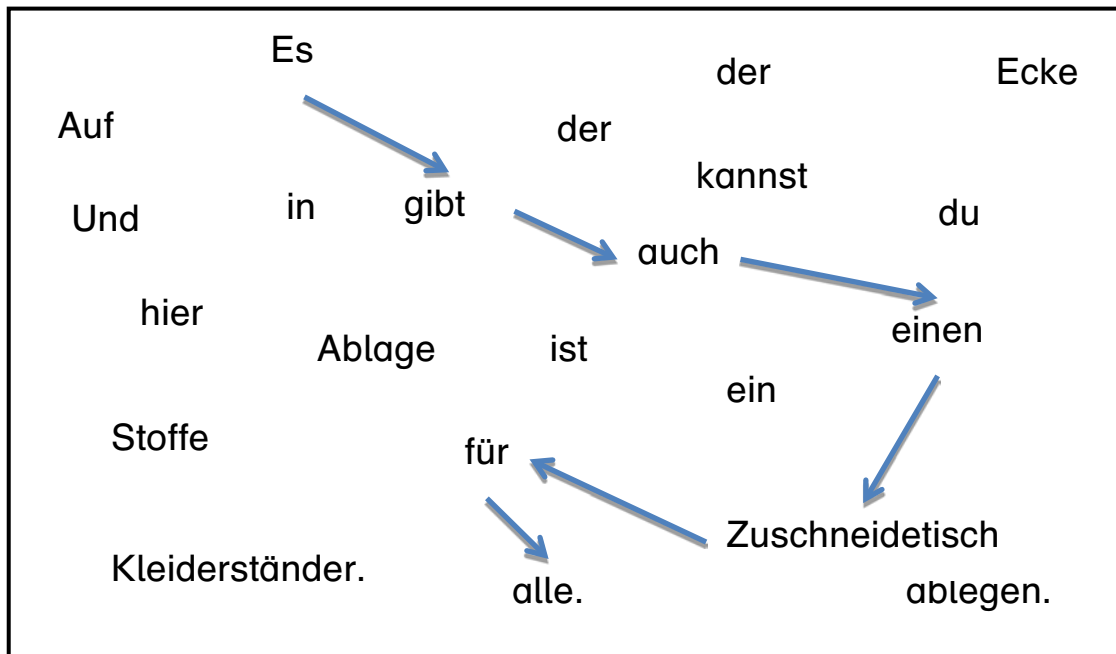 Es
der Ecke
Auf der
kannst
Und in gibt du
auch
hier einen
Ablage ist
ein
Stoffe für
Zuschneidetisch
Kleiderständer. alle. ablegen.